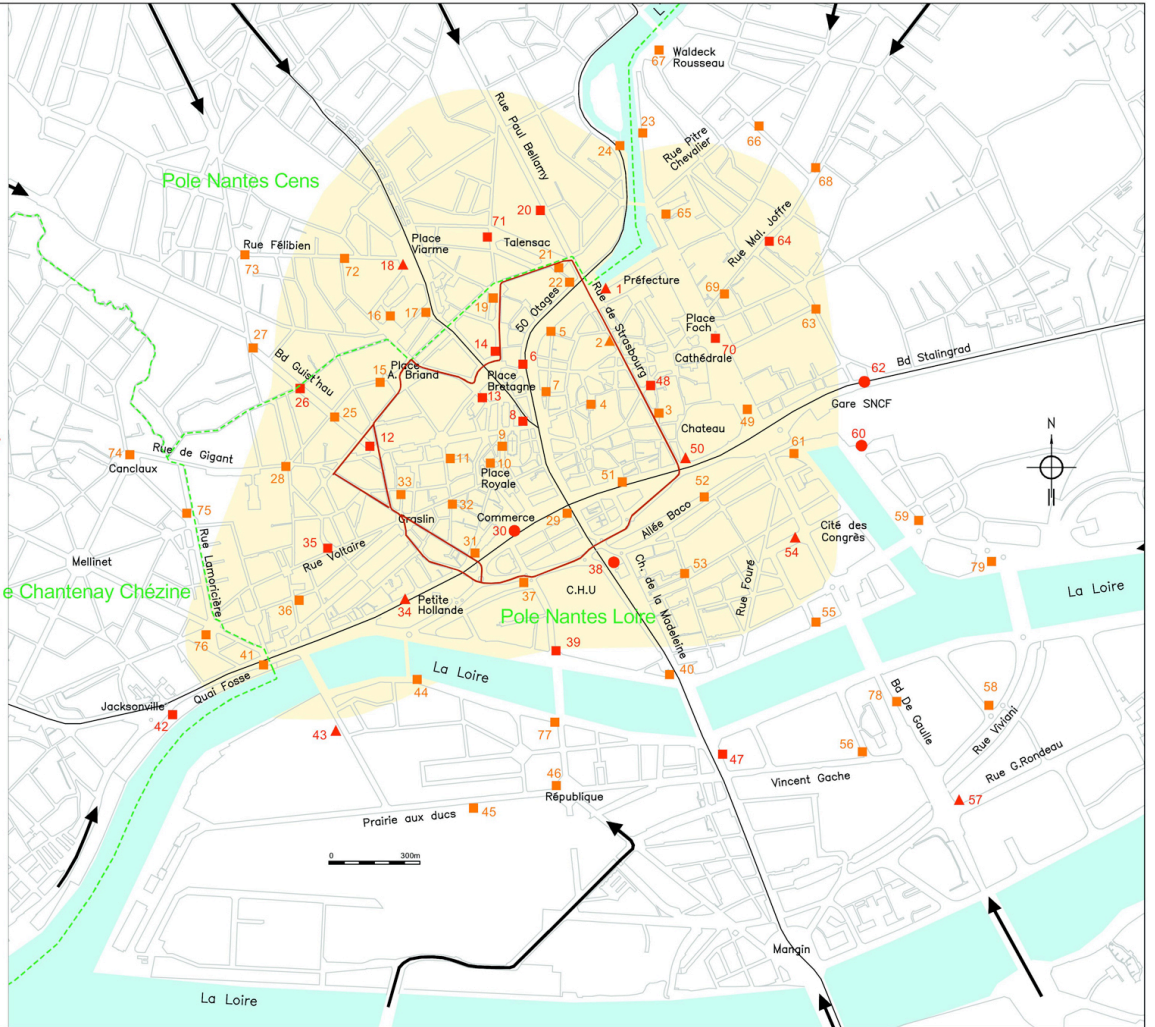 67
Waldeck
Rousseau
Rue Paul Bellamy
23
24
Rue Pitre
Chevalier
66
68
Pole Nantes Cens
20
65
71
Talensac
Place
Viarme
18
Rue Mal. Joffre
64
Rue Félibien
73
72
21
22
1
Préfecture
69
19
50 Otages
Rue de Strasbourg
16
17
5
2
Place
Foch
63
27
14
6
70
Cathédrale
Bd Stalingrad
62
Bd Guist'hau
15
Place
A. Briand
Place
Bretagne
13
7
4
48
Gare SNCF
26
25
8
3
49
Chateau
12
9
60
74
Canclaux
Rue de Gigant
28
11
10
Place
Royale
50
61
N
51
52
33
32
Graslin
Commerce
30
29
Allée Baco
75
59
Cité des
Congrès
54
35
Rue Voltaire
31
38
Ch. de la Madeleine
53
Rue Fouré
79
Mellinet
Rue Lamoricière
La Loire
e Chantenay Chézine
36
34
Petite
Hollande
37
C.H.U
Pole Nantes Loire
55
76
39
41
Quai Fosse
La Loire
44
40
Jacksonville
42
43
77
78
Bd De Gaulle
58
Rue Viviani
47
56
Vincent Gache
Rue G.Rondeau
46
République
57
45
Prairie aux ducs
0 300m
Mangin
La Loire